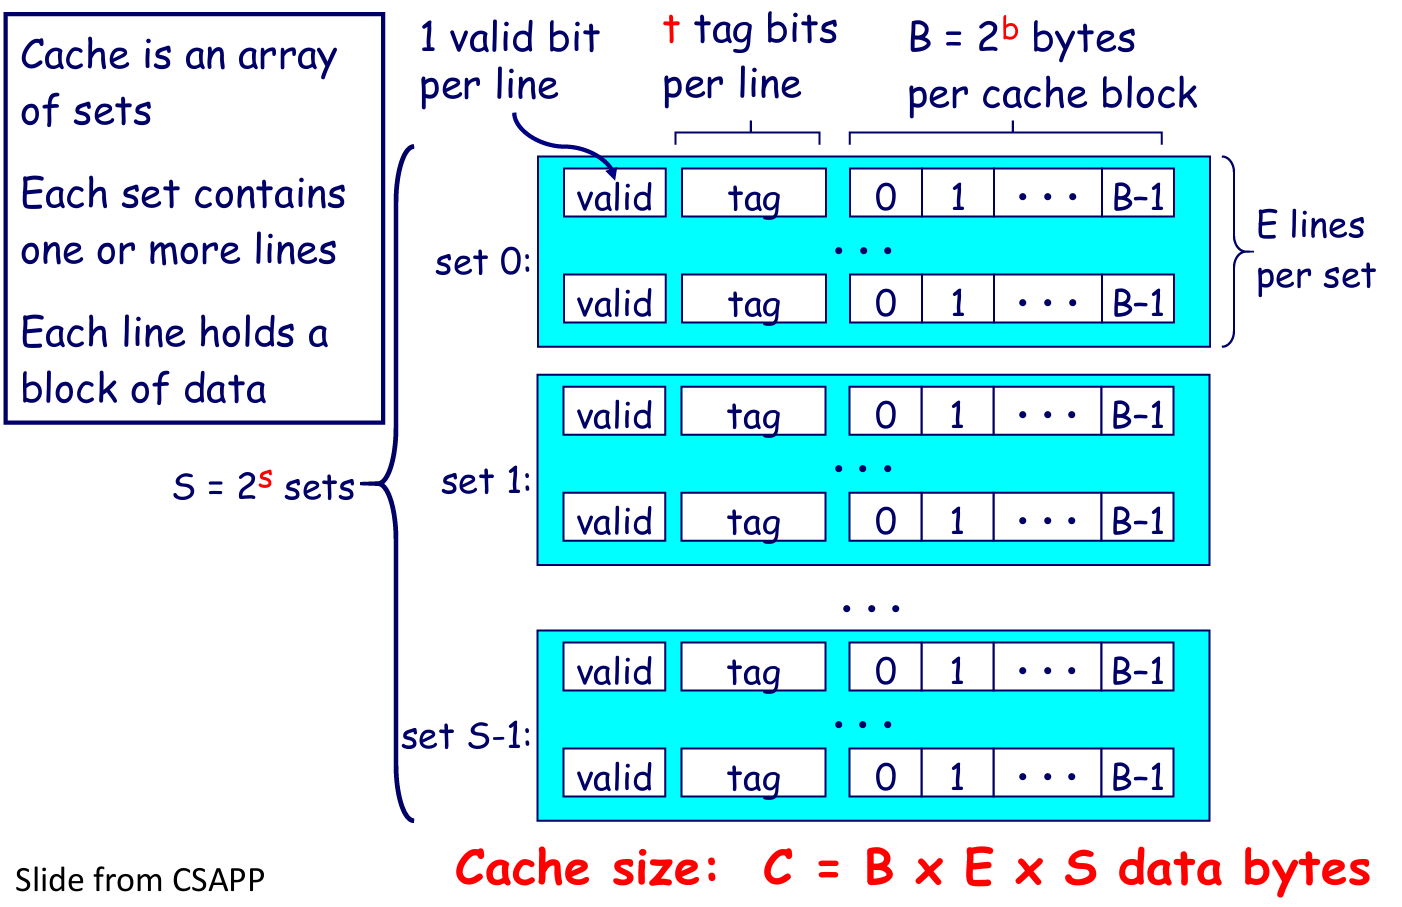 Cache is an array
of sets
Each set contains
one or more lines
Each line holds a
block of data
1 valid bit
per line
t tag bits
per line
B = 2^b bytes
per cache block
valid tag 0 1 • • • B-1
• • •
set 0:
valid tag 0 1 • • • B-1
E lines
per set
valid tag 0 1 • • • B-1
• • •
S = 2^s sets
set 1:
valid tag 0 1 • • • B-1
• • •
valid tag 0 1 • • • B-1
• • •
set S-1:
valid tag 0 1 • • • B-1
Cache size: C = B x E x S data bytes
Slide from CSAPP